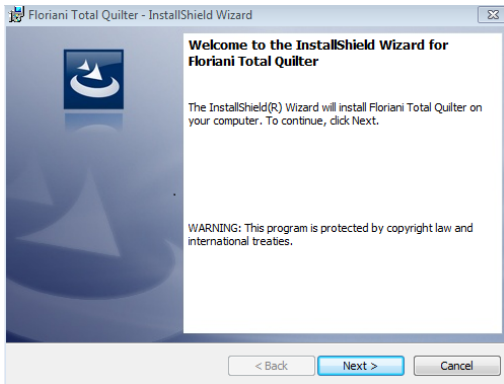 Floriani Total Quilter - InstallShield Wizard
Welcome to the InstallShield Wizard for
Floriani Total Quilter
The InstallShield(R) Wizard will install Floriani Total Quilter on
your computer. To continue, click Next.
WARNING: This program is protected by copyright law and
international treaties.
< Back
Next >
Cancel